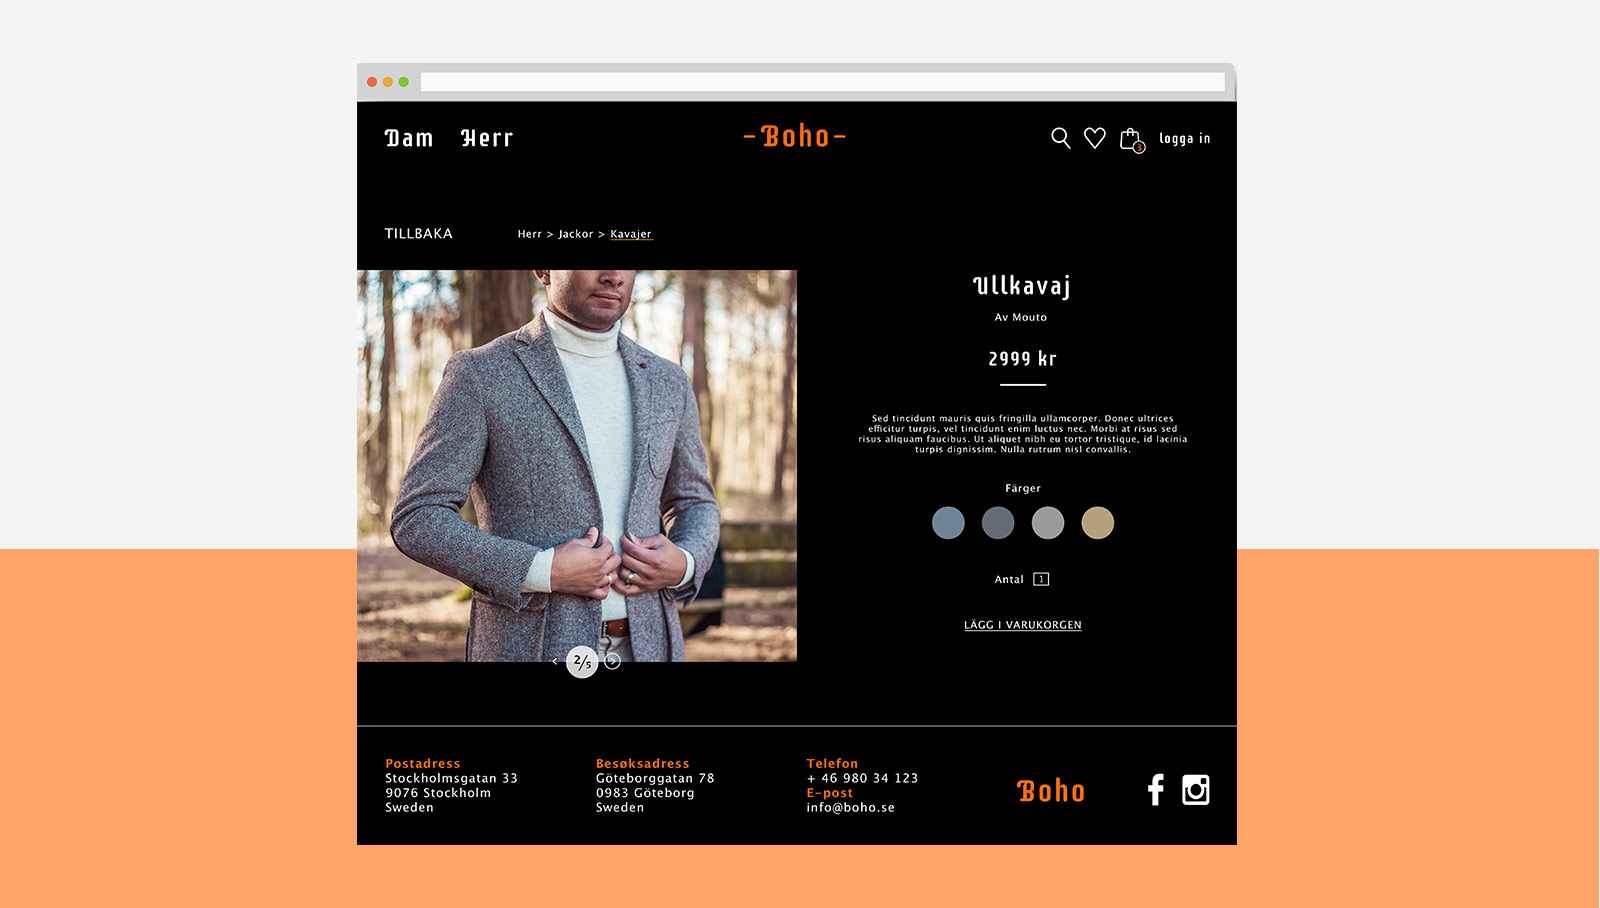 Dam Herr
-Boho-
3
logga in
TILLBAKA
Herr > Jackor > Kavajer
Ullkavaj
Av Mouto
2999 kr
Sed tincidunt mauris quis fringilla ullamcorper. Donec ultrices
efficitur turpis, vel tincidunt enim luctus nec. Morbi at risus sed
risus aliquam faucibus. Ut aliquet nibh eu tortor tristique, id lacinia
turpis dignissim. Nulla rutrum nisl convallis.
Färger
Antal 1
LÄGG I VARUKORGEN
< 2/5 >
Postadress
Stockholmsgatan 33
9076 Stockholm
Sweden
Besøksadress
Göteborggatan 78
0983 Göteborg
Sweden
Telefon
+ 46 980 34 123
E-post
info@boho.se
Boho